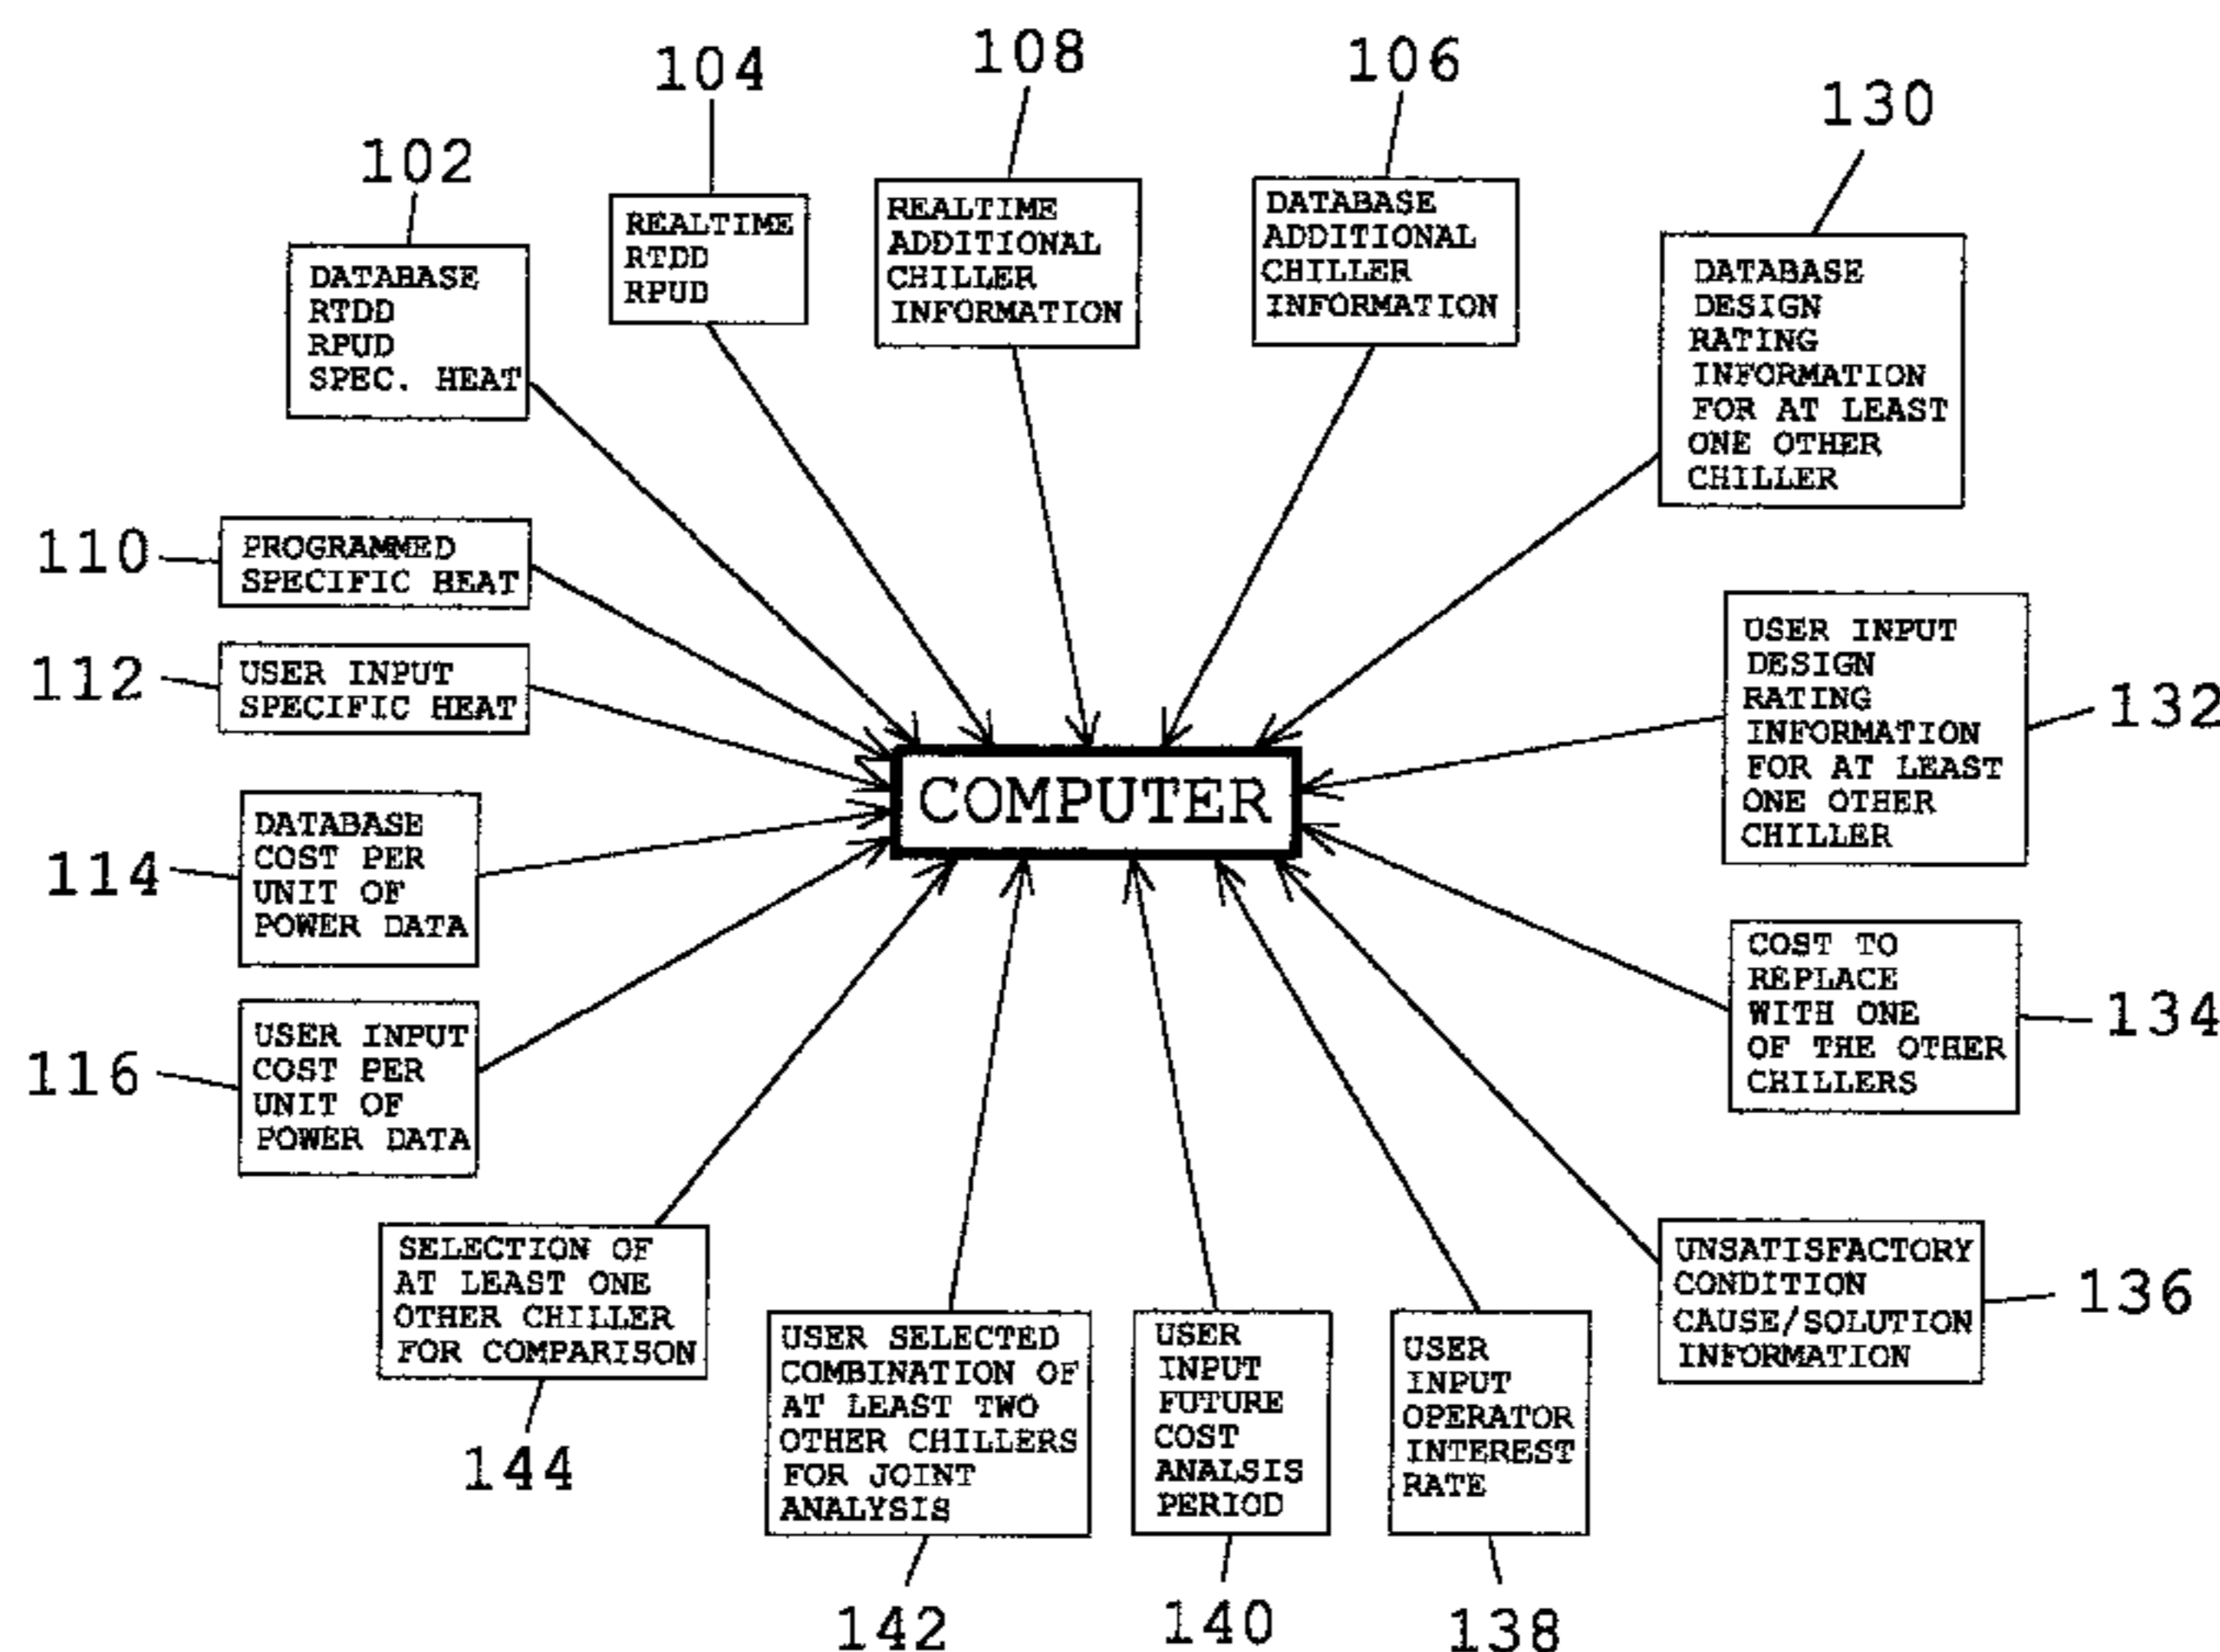 104
108
106
130
102
DATABASE
RTDD
RPUD
SPEC. HEAT
REALTIME
RTDD
RPUD
REALTIME
ADDITIONAL
CHILLER
INFORMATION
DATABASE
ADDITIONAL
CHILLER
INFORMATION
DATABASE
DESIGN
RATING
INFORMATION
FOR AT LEAST
ONE OTHER
CHILLER
110
PROGRAMMED
SPECIFIC HEAT
112
USER INPUT
SPECIFIC HEAT
USER INPUT
DESIGN
RATING
INFORMATION
FOR AT LEAST
ONE OTHER
CHILLER
132
COMPUTER
114
DATABASE
COST PER
UNIT OF
POWER DATA
116
USER INPUT
COST PER
UNIT OF
POWER DATA
COST TO
REPLACE
WITH ONE
OF THE OTHER
CHILLERS
134
SELECTION OF
AT LEAST ONE
OTHER CHILLER
FOR COMPARISON
144
USER SELECTED
COMBINATION OF
AT LEAST TWO
OTHER CHILLERS
FOR JOINT
ANALYSIS
142
USER
INPUT
FUTURE
COST
ANALSIS
PERIOD
140
USER
INPUT
OPERATOR
INTEREST
RATE
138
UNSATISFACTORY
CONDITION
CAUSE/SOLUTION
INFORMATION
136